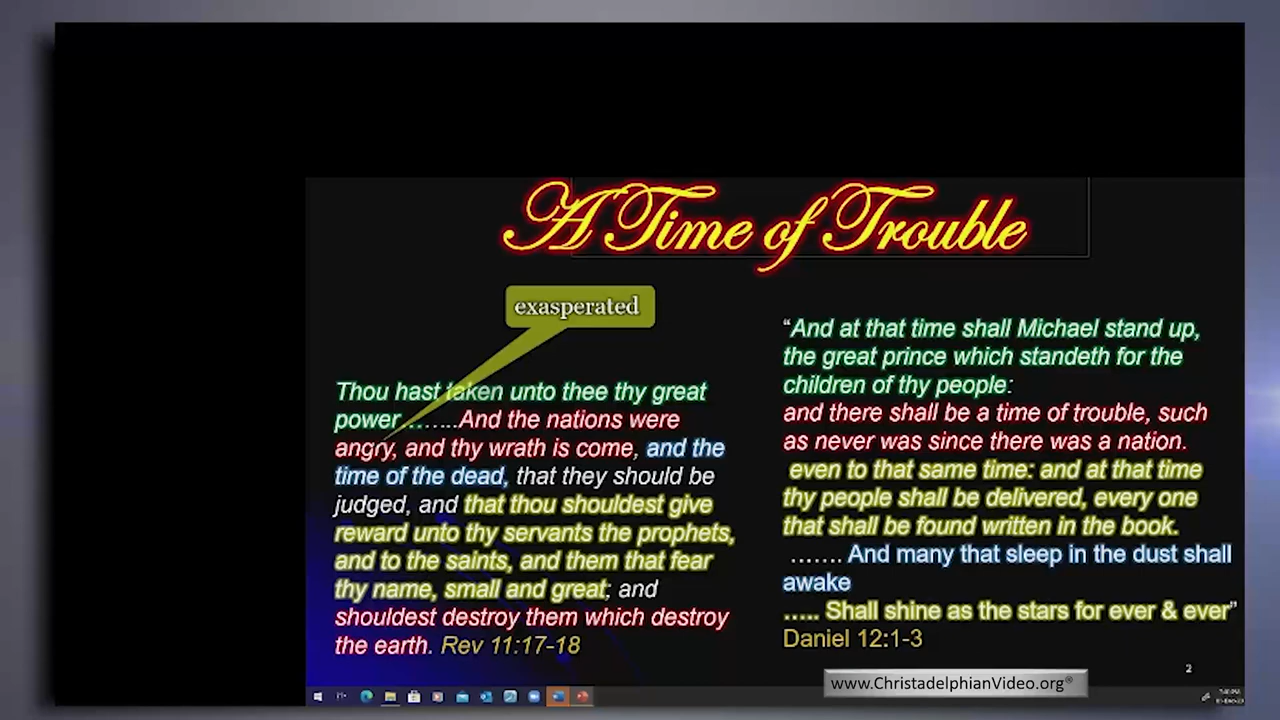 A Time of Trouble
exasperated
Thou hast taken unto thee thy great
power ….…..And the nations were
angry, and thy wrath is come, and the
time of the dead, that they should be
judged, and that thou shouldest give
reward unto thy servants the prophets,
and to the saints, and them that fear
thy name, small and great; and
shouldest destroy them which destroy
the earth. Rev 11:17-18
“And at that time shall Michael stand up,
the great prince which standeth for the
children of thy people:
and there shall be a time of trouble, such
as never was since there was a nation.
even to that same time: and at that time
thy people shall be delivered, every one
that shall be found written in the book.
……. And many that sleep in the dust shall
awake
….. Shall shine as the stars for ever & ever”
Daniel 12:1-3
2
www.ChristadelphianVideo.org®